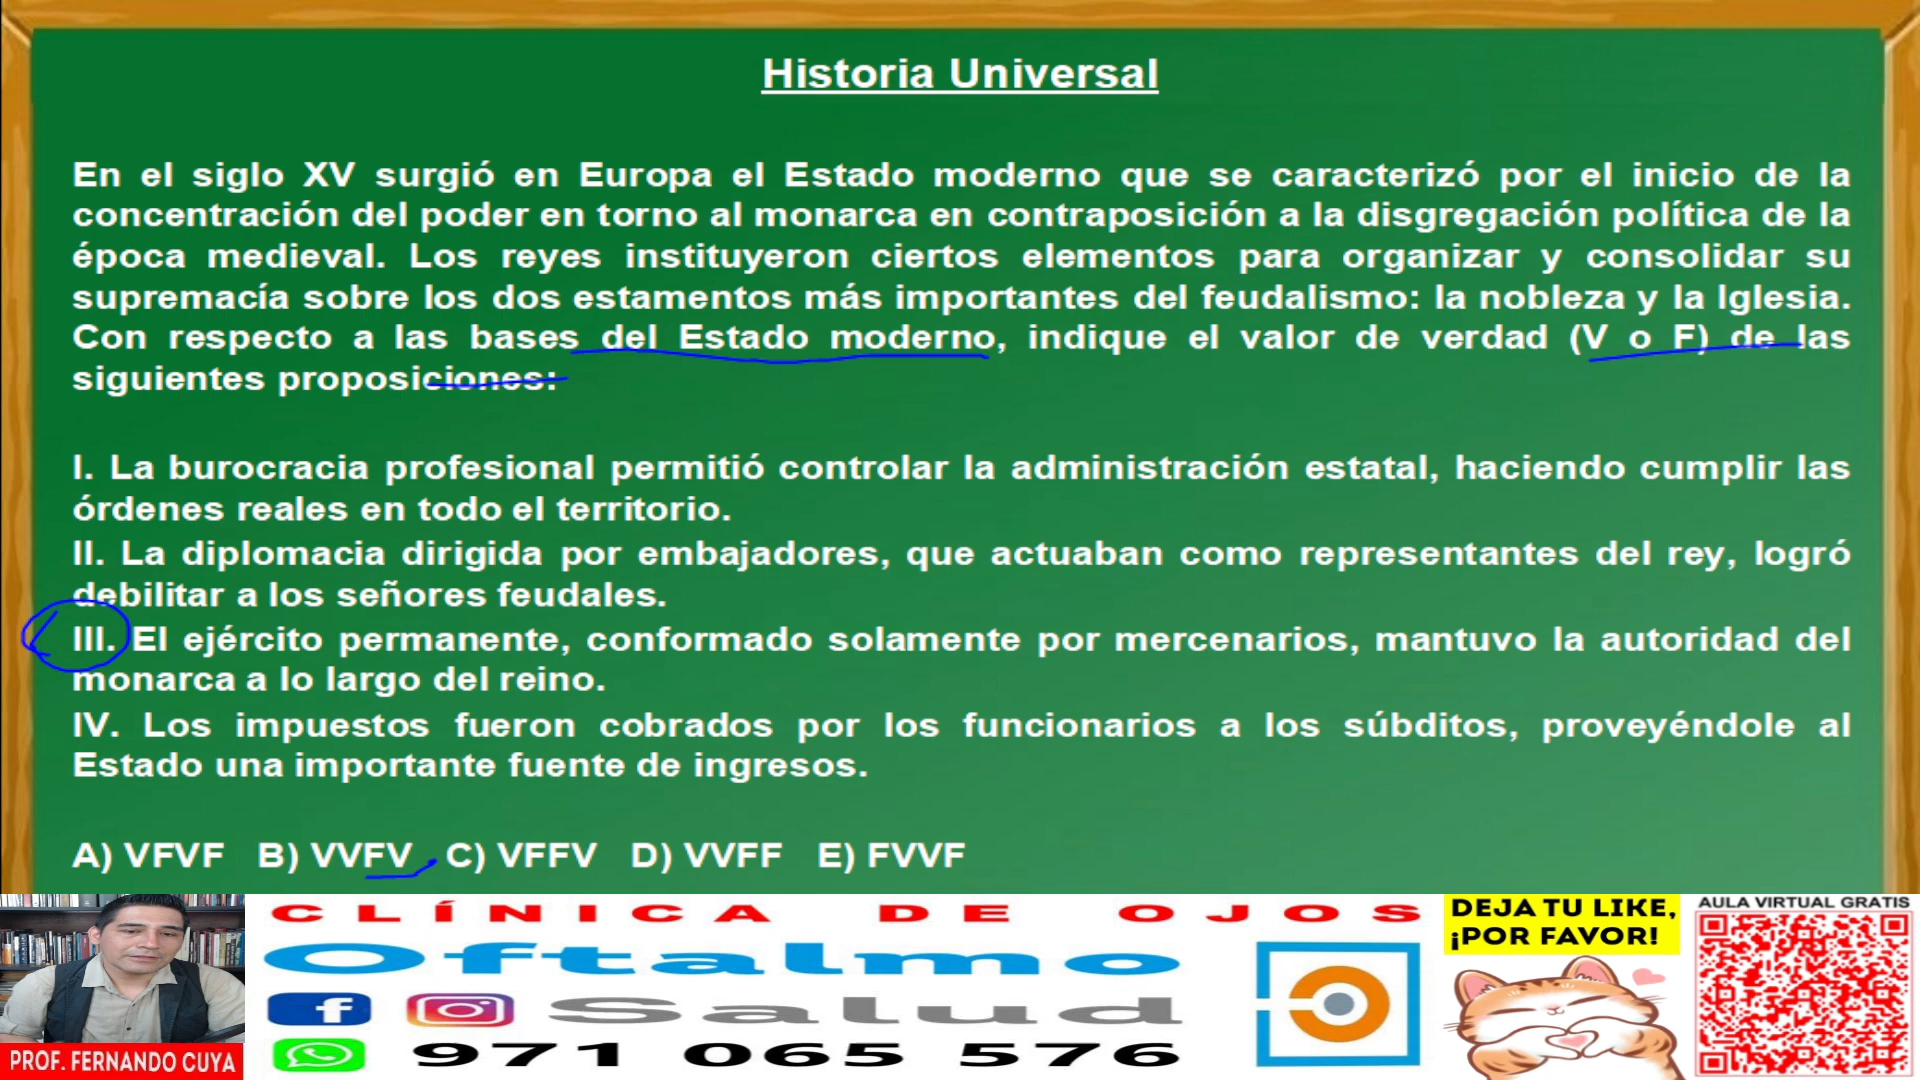 Historia Universal
En el siglo XV surgió en Europa el Estado moderno que se caracterizó por el inicio de la
concentración del poder en torno al monarca en contraposición a la disgregación política de la
época medieval. Los reyes instituyeron ciertos elementos para organizar y consolidar su
supremacía sobre los dos estamentos más importantes del feudalismo: la nobleza y la Iglesia.
Con respecto a las bases del Estado moderno, indique el valor de verdad (V o F) de las
siguientes proposiciones:
I. La burocracia profesional permitió controlar la administración estatal, haciendo cumplir las
órdenes reales en todo el territorio.
II. La diplomacia dirigida por embajadores, que actuaban como representantes del rey, logró
debilitar a los señores feudales.
III. El ejército permanente, conformado solamente por mercenarios, mantuvo la autoridad del
monarca a lo largo del reino.
IV. Los impuestos fueron cobrados por los funcionarios a los súbditos, proveyéndole al
Estado una importante fuente de ingresos.
A) VFVF B) VVFV C) VFFV D) VVFF E) FVVF
PROF. FERNANDO CUYA
CLÍNICA DE OJOS
Oftalmo
Salud
971 065 576
DEJA TU LIKE,
¡POR FAVOR!
AULA VIRTUAL GRATIS